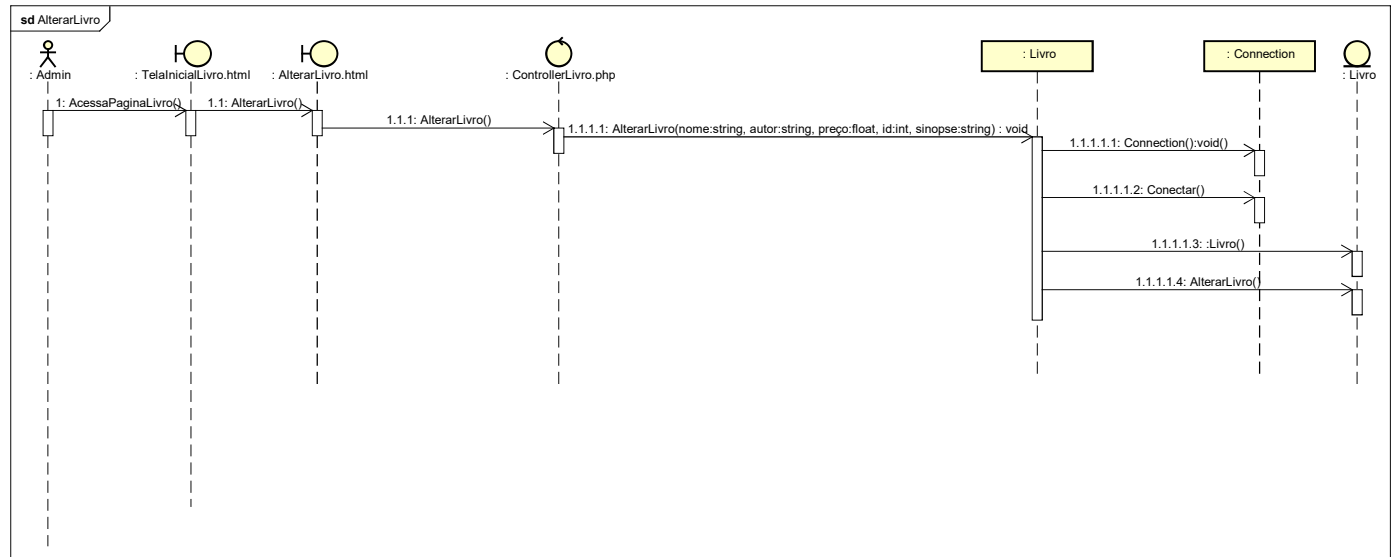 sd AlterarLivro
: Admin
: TelaInicialLivro.html
: AlterarLivro.html
: ControllerLivro.php
: Livro
: Connection
: Livro
1: AcessaPaginaLivro()
1.1: AlterarLivro()
1.1.1: AlterarLivro()
1.1.1.1: AlterarLivro(nome:string, autor:string, preço:float, id:int, sinopse:string) : void
1.1.1.1.1: Connection():void()
1.1.1.1.2: Conectar()
1.1.1.1.3: :Livro()
1.1.1.1.4: AlterarLivro()